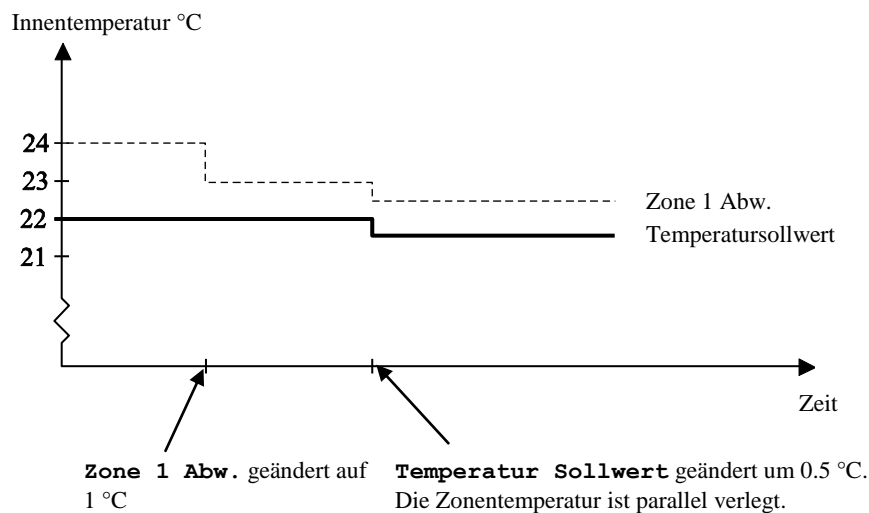 Innentemperatur °C
24
23
22
21
Zone 1 Abw.
Temperatursollwert
Zeit
Zone 1 Abw. geändert auf
1 °C
Temperatur Sollwert geändert um 0.5 °C.
Die Zonentemperatur ist parallel verlegt.